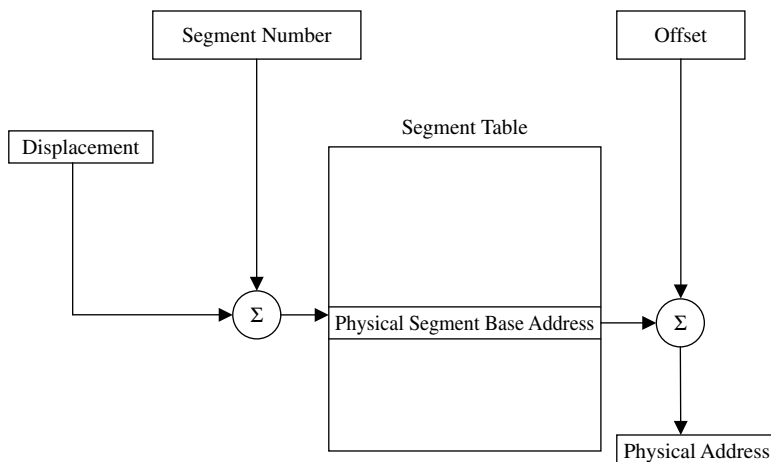 Segment Number
Offset
Segment Table
Displacement
Σ
Physical Segment Base Address
Σ
Physical Address